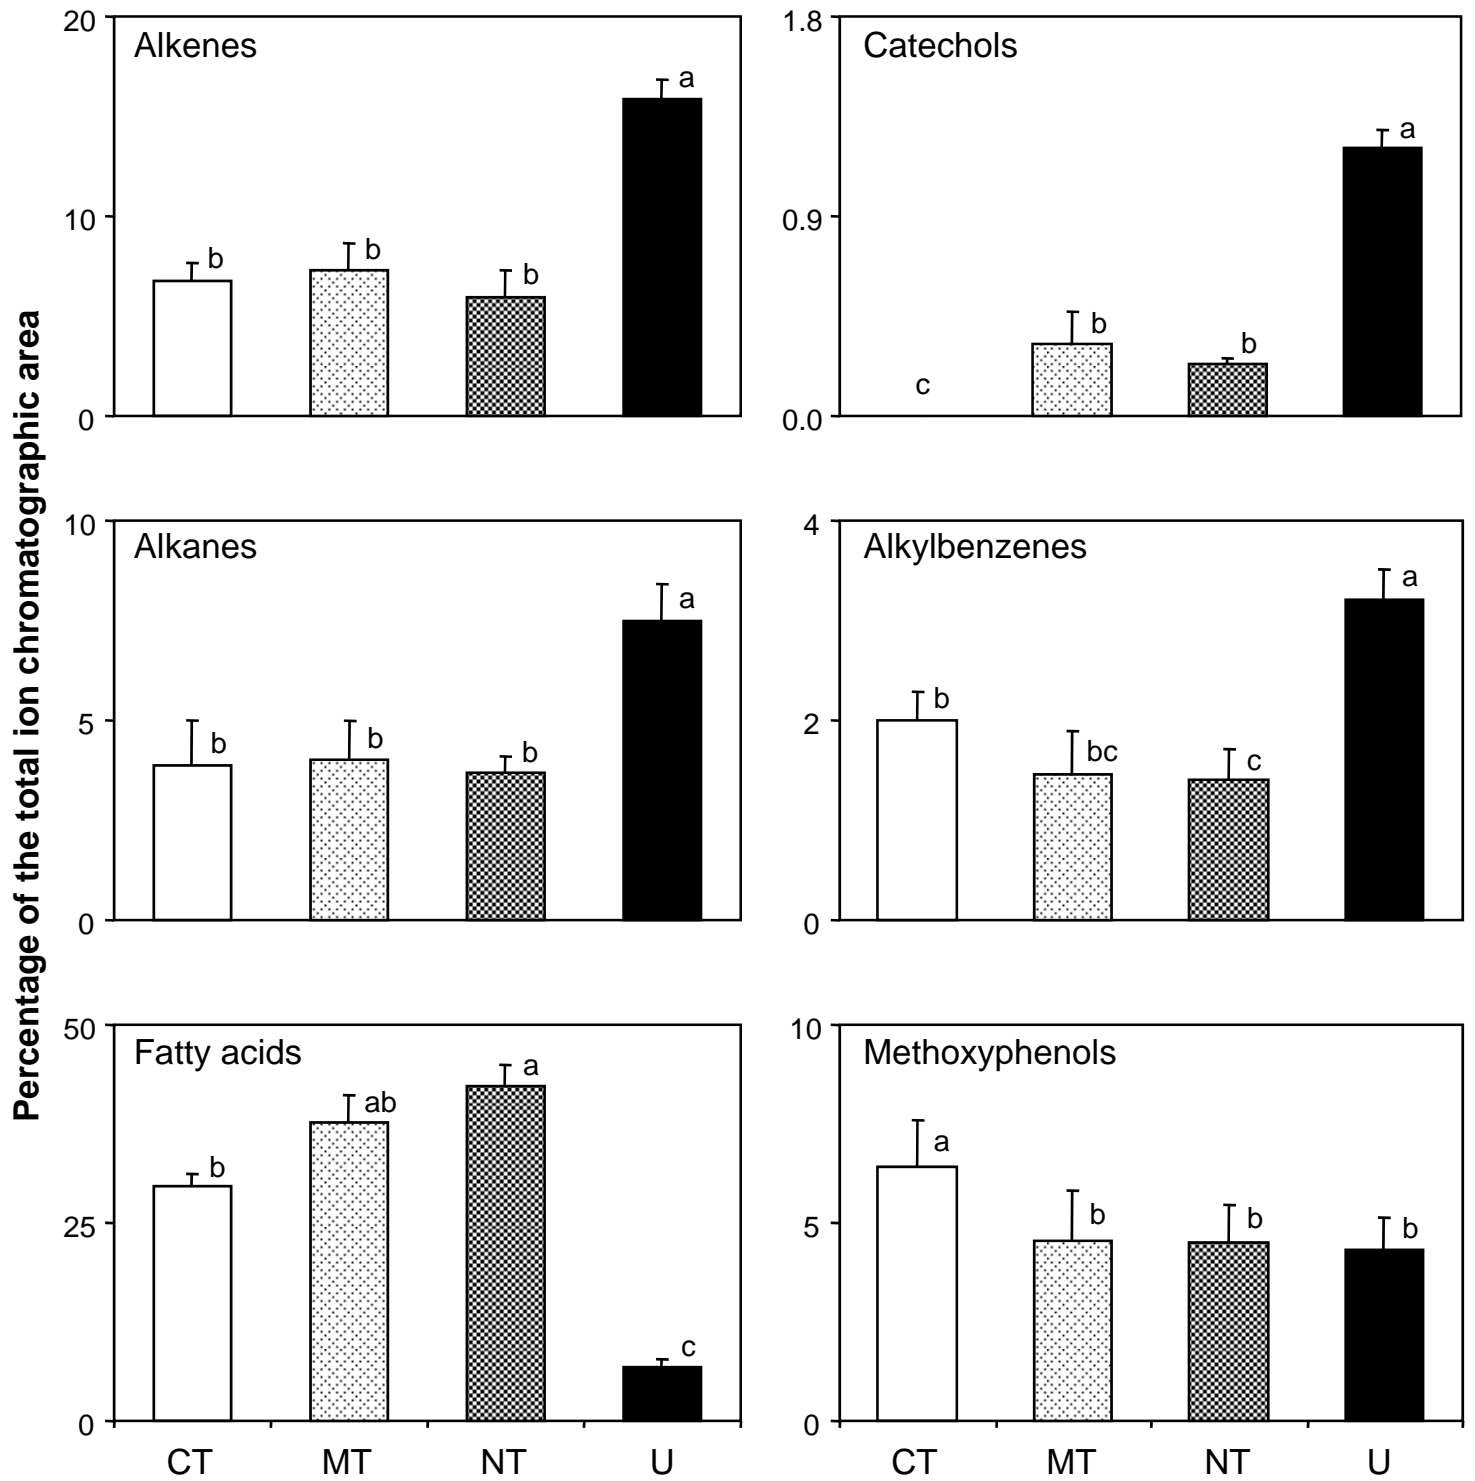 Percentage of the total ion chromatographic area
Alkenes
20
10
0
b
b
b
a
Catechols
1.8
0.9
0.0
c
b
b
a
Alkanes
10
5
0
b
b
b
a
Alkylbenzenes
4
2
0
b
bc
c
a
Fatty acids
50
25
0
b
ab
a
c
CT MT NT U
Methoxyphenols
10
5
0
a
b
b
b
CT MT NT U